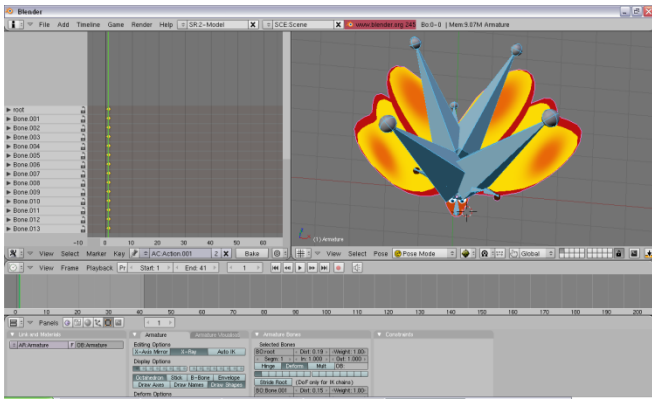 Blender
File Add Timeline Game Render Help SR:2-Model X SCE:Scene X www.blender.org 245 Bo:0-0 | Mem:9.07M Armature
root
Bone.001
Bone.002
Bone.003
Bone.004
Bone.005
Bone.006
Bone.007
Bone.008
Bone.009
Bone.010
Bone.011
Bone.012
Bone.013
-10 0 10 20 30 40 50 60
(1) Armature
View Select Marker Key AC:Action.001 2 X Bake
View Select Pose Pose Mode Global
View Frame Playback Pr Start: 1 End: 41 1
0 10 20 30 40 50 60 70 80 90 100 110 120 130 140 150 160 170 180 190 200
Panels 1
Link and Materials Armature Armature Visualizat Armature Bones Constraints
AR:Armature F OB:Armature
Editing Options
X-Axis Mirror X-Ray Auto IK
Display Options
Octahedron Stick B-Bone Envelope
Draw Axes Draw Names Draw Shapes
Deform Options
Selected Bones
BO:root Dist: 0.19 Weight: 1.00
Segm: 1 In: 1.000 Out: 1.000
Hinge Deform Mult OB:
Stride Root (DoF only for IK chains)
BO:Bone.001 Dist: 0.15 Weight: 1.00